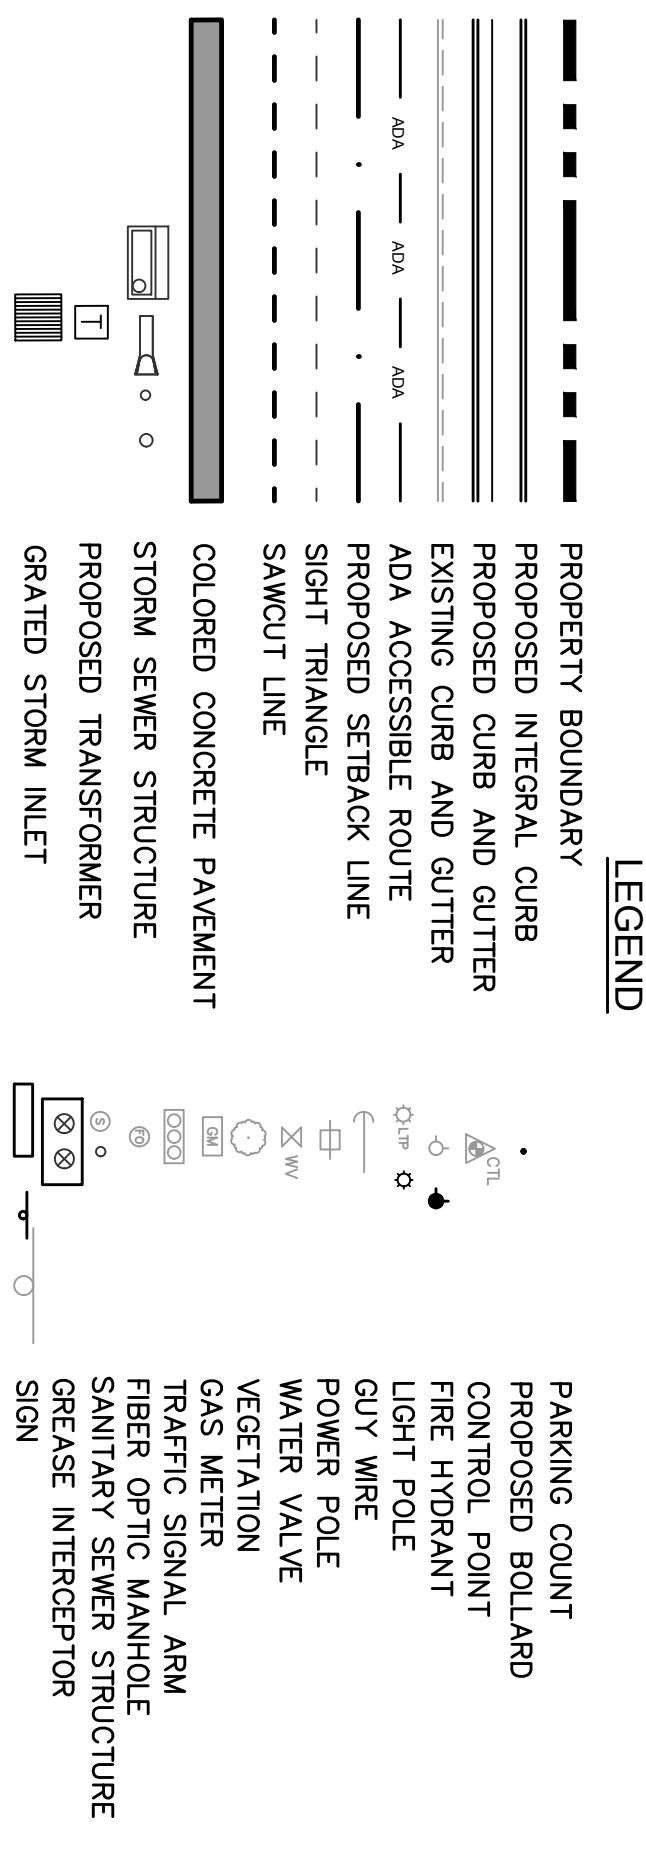 LEGEND
PROPERTY BOUNDARY
PROPOSED INTEGRAL CURB
PROPOSED CURB AND GUTTER
EXISTING CURB AND GUTTER
ADA ADA ADA
ADA ACCESSIBLE ROUTE
PROPOSED SETBACK LINE
SIGHT TRIANGLE
SAWCUT LINE
COLORED CONCRETE PAVEMENT
STORM SEWER STRUCTURE
T
PROPOSED TRANSFORMER
GRATED STORM INLET
PARKING COUNT
PROPOSED BOLLARD
CTL
CONTROL POINT
FIRE HYDRANT
LTP
LIGHT POLE
GUY WIRE
POWER POLE
WV
WATER VALVE
VEGETATION
GM
GAS METER
TRAFFIC SIGNAL ARM
FO
FIBER OPTIC MANHOLE
S
SANITARY SEWER STRUCTURE
GREASE INTERCEPTOR
SIGN